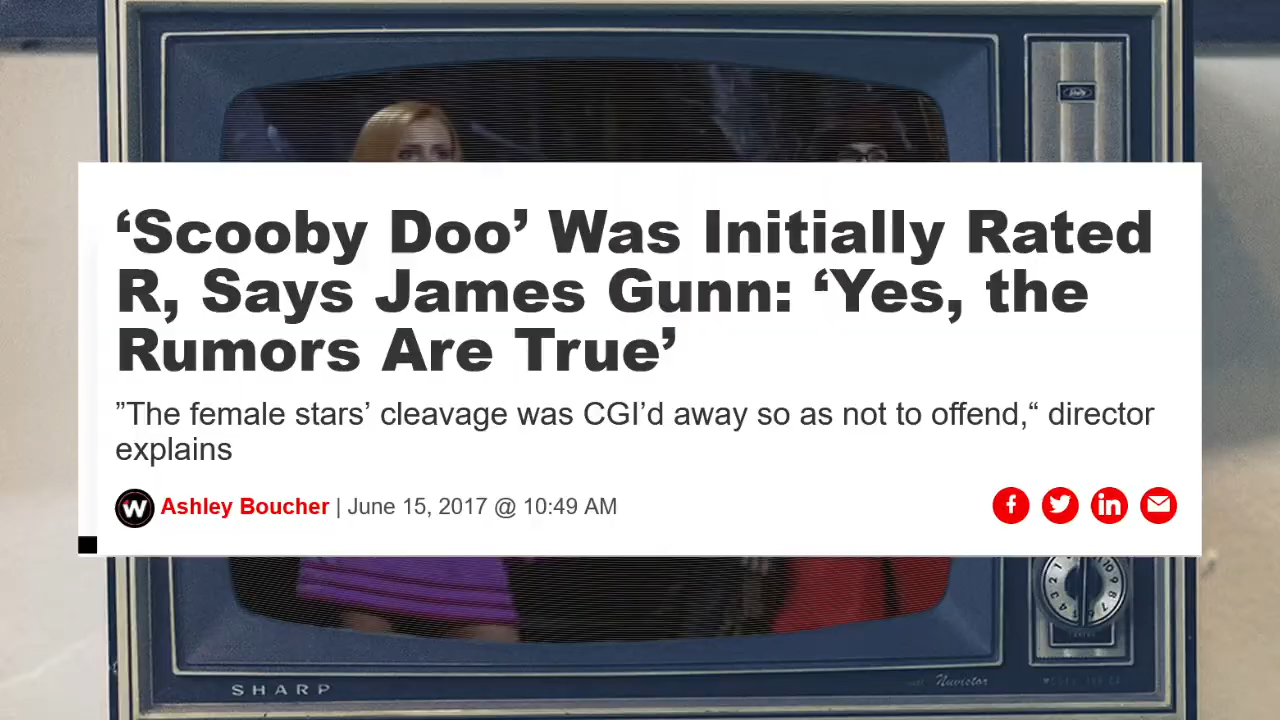 ‘Scooby Doo’ Was Initially Rated
R, Says James Gunn: ‘Yes, the
Rumors Are True’
”The female stars’ cleavage was CGI’d away so as not to offend,“ director
explains
W Ashley Boucher | June 15, 2017 @ 10:49 AM
SHARP
Nuvistor